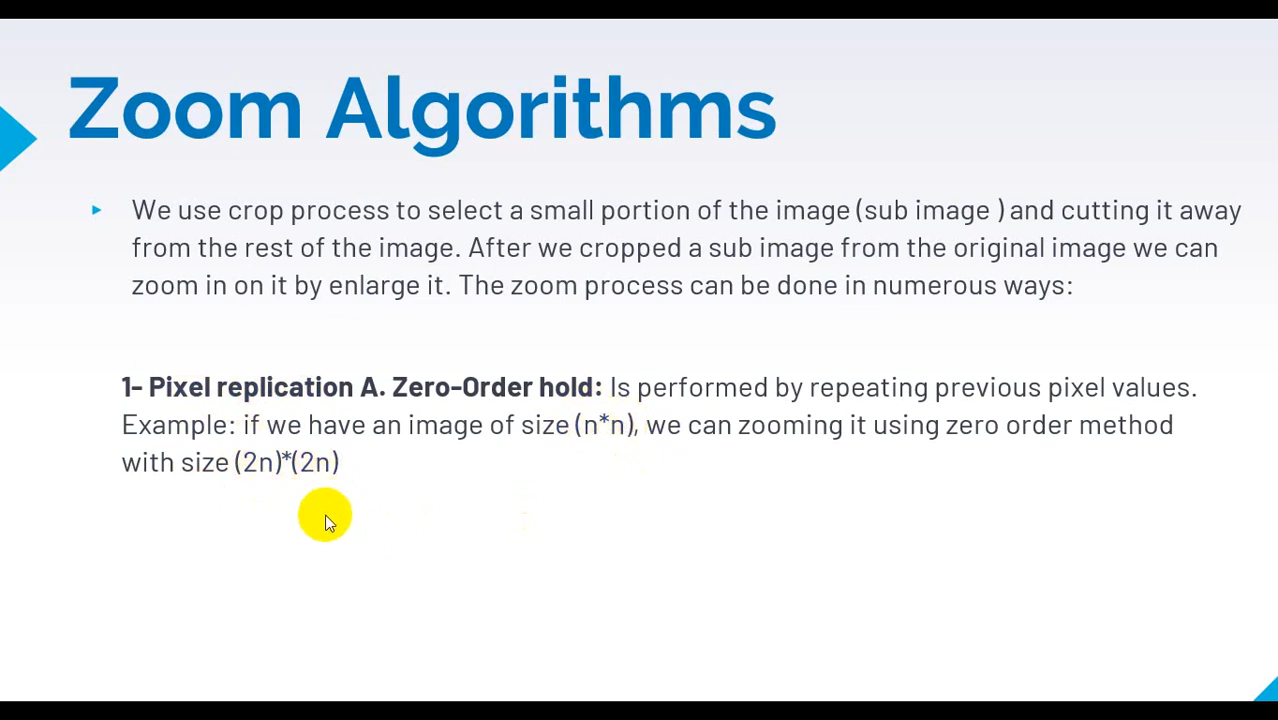 Zoom Algorithms
We use crop process to select a small portion of the image (sub image ) and cutting it away
from the rest of the image. After we cropped a sub image from the original image we can
zoom in on it by enlarge it. The zoom process can be done in numerous ways:
1- Pixel replication A. Zero-Order hold: Is performed by repeating previous pixel values.
Example: if we have an image of size (n*n), we can zooming it using zero order method
with size (2n)*(2n)